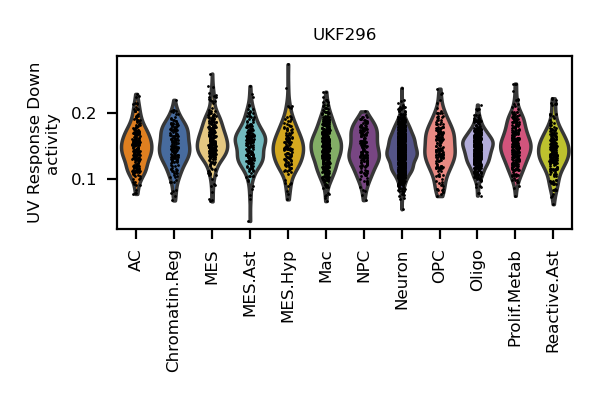 UKF296
UV Response Down
activity
0.2
0.1
AC
Chromatin.Reg
MES
MES.Ast
MES.Hyp
Mac
NPC
Neuron
OPC
Oligo
Prolif.Metab
Reactive.Ast